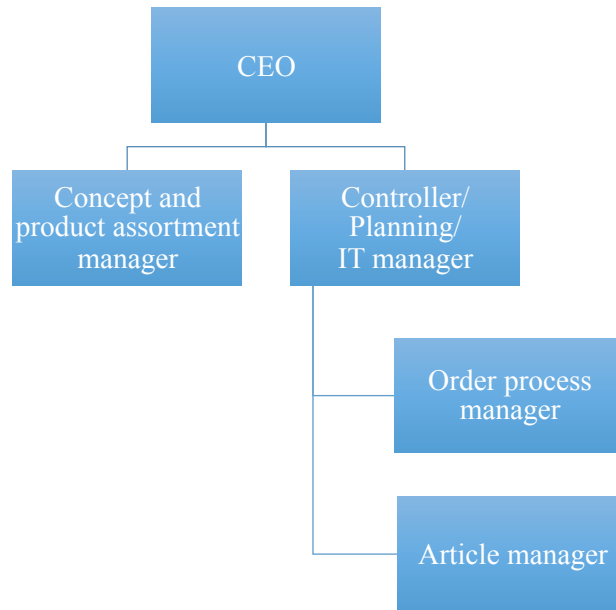 CEO
Concept and
product assortment
manager
Controller/
Planning/
IT manager
Order process
manager
Article manager